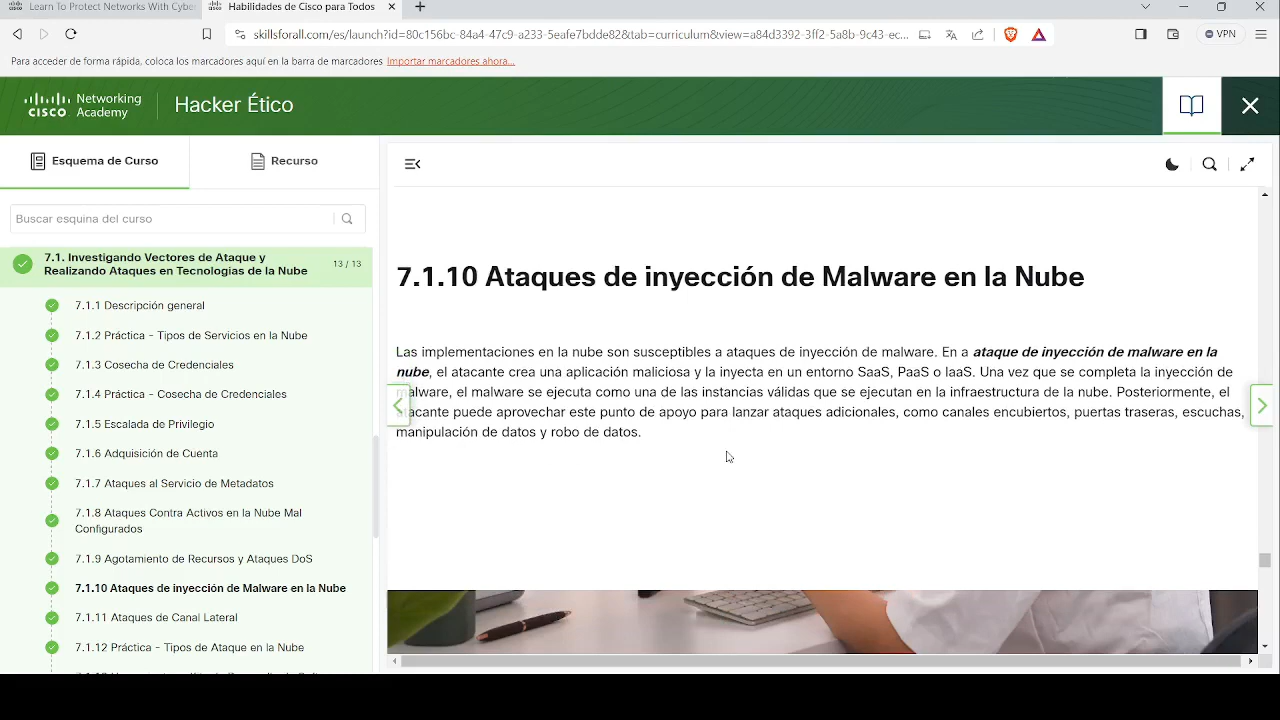 Learn To Protect Networks With Cyber
Habilidades de Cisco para Todos
skillsforall.com/es/launch?id=80c156bc-84a4-47c9-a233-5eafe7bdde82&tab=curriculum&view=a84d3392-3ff2-5a8b-9c43-ec...
VPN
Para acceder de forma rápida, coloca los marcadores aquí en la barra de marcadores Importar marcadores ahora...
cisco Networking Academy
Hacker Ético
Esquema de Curso
Recurso
Buscar esquina del curso
7.1. Investigando Vectores de Ataque y
Realizando Ataques en Tecnologías de la Nube
13 / 13
7.1.1 Descripción general
7.1.2 Práctica - Tipos de Servicios en la Nube
7.1.3 Cosecha de Credenciales
7.1.4 Práctica - Cosecha de Credenciales
7.1.5 Escalada de Privilegio
7.1.6 Adquisición de Cuenta
7.1.7 Ataques al Servicio de Metadatos
7.1.8 Ataques Contra Activos en la Nube Mal
Configurados
7.1.9 Agotamiento de Recursos y Ataques DoS
7.1.10 Ataques de inyección de Malware en la Nube
7.1.11 Ataques de Canal Lateral
7.1.12 Práctica - Tipos de Ataque en la Nube
7.1.10 Ataques de inyección de Malware en la Nube
Las implementaciones en la nube son susceptibles a ataques de inyección de malware. En a ataque de inyección de malware en la
nube, el atacante crea una aplicación maliciosa y la inyecta en un entorno SaaS, PaaS o IaaS. Una vez que se completa la inyección de
malware, el malware se ejecuta como una de las instancias válidas que se ejecutan en la infraestructura de la nube. Posteriormente, el
atacante puede aprovechar este punto de apoyo para lanzar ataques adicionales, como canales encubiertos, puertas traseras, escuchas,
manipulación de datos y robo de datos.